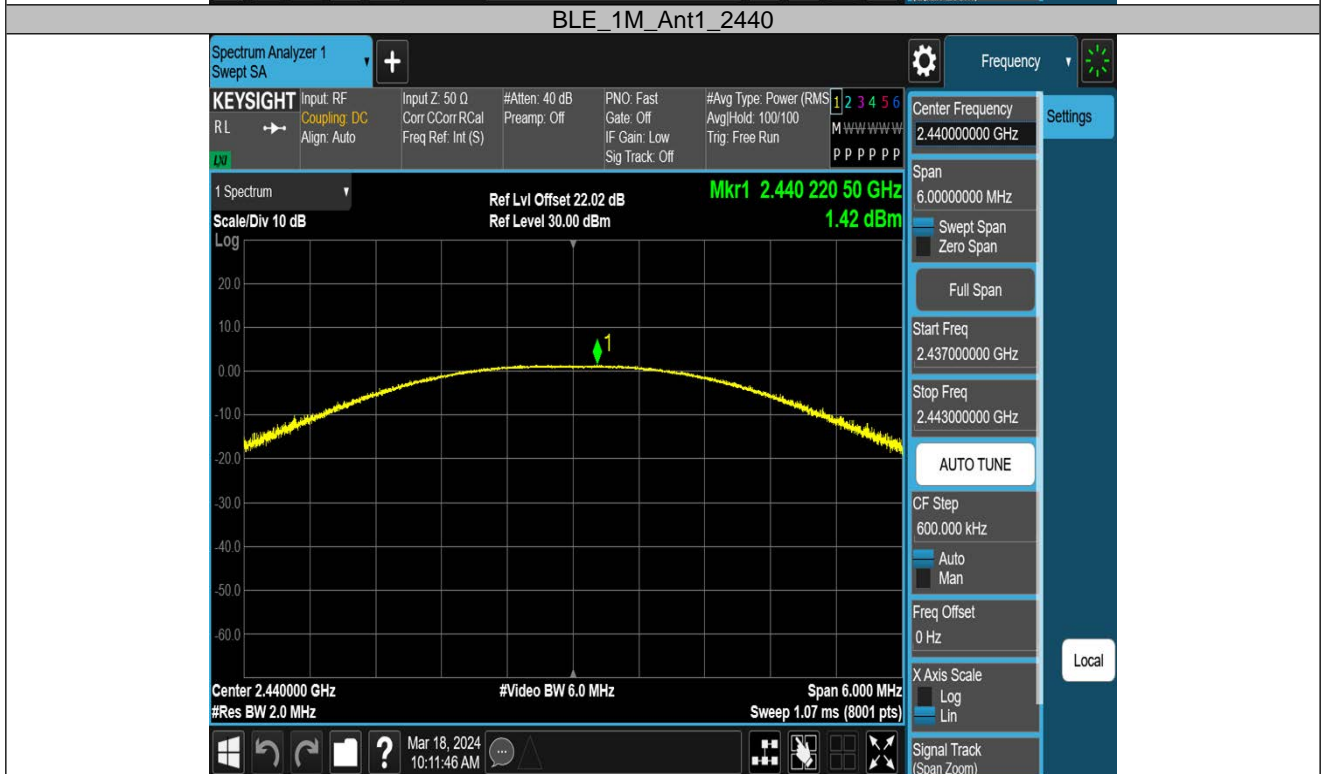 BLE_1M_Ant1_2440
Spectrum Analyzer 1
Swept SA
+
Frequency
KEYSIGHT
RL
LXI
Input: RF
Coupling: DC
Align: Auto
Input Z: 50 Ω
Corr CCorr RCal
Freq Ref: Int (S)
#Atten: 40 dB
Preamp: Off
PNO: Fast
Gate: Off
IF Gain: Low
Sig Track: Off
#Avg Type: Power (RMS
Avg|Hold: 100/100
Trig: Free Run
1 2 3 4 5 6
M W W W W W
P P P P P P
Center Frequency
2.440000000 GHz
Settings
Span
6.00000000 MHz
Swept Span
Zero Span
Full Span
Start Freq
2.437000000 GHz
Stop Freq
2.443000000 GHz
AUTO TUNE
CF Step
600.000 kHz
Auto
Man
Freq Offset
0 Hz
X Axis Scale
Log
Lin
Signal Track
(Span Zoom)
Local
1 Spectrum
Scale/Div 10 dB
Log
Ref Lvl Offset 22.02 dB
Ref Level 30.00 dBm
Mkr1 2.440 220 50 GHz
1.42 dBm
20.0
10.0
0.00
-10.0
-20.0
-30.0
-40.0
-50.0
-60.0
1
Center 2.440000 GHz
#Res BW 2.0 MHz
#Video BW 6.0 MHz
Span 6.000 MHz
Sweep 1.07 ms (8001 pts)
?
Mar 18, 2024
10:11:46 AM